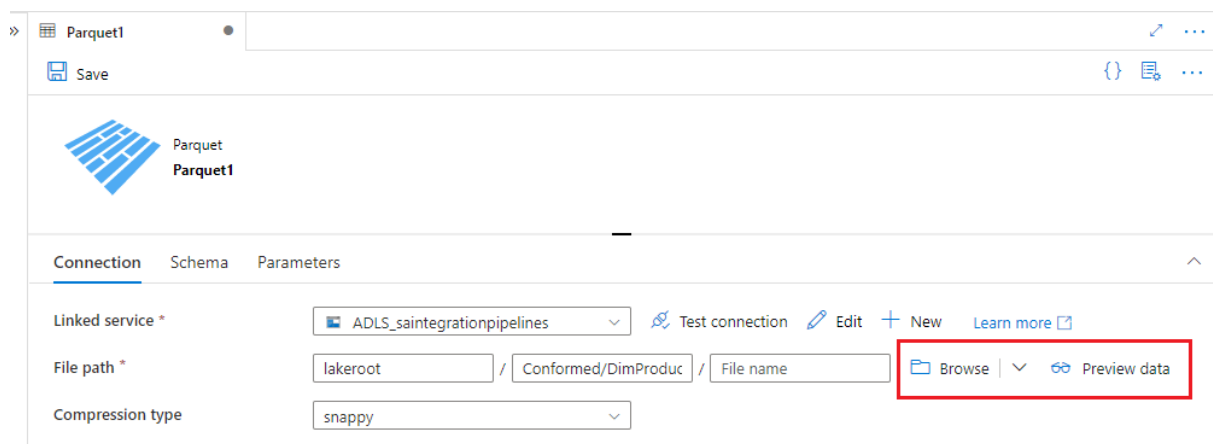 Parquet1
Save
Parquet
Parquet1
Connection Schema Parameters
Linked service * ADLS_saintegrationpipelines Test connection Edit New Learn more
File path * lakeroot / Conformed/DimProduc / File name Browse Preview data
Compression type snappy